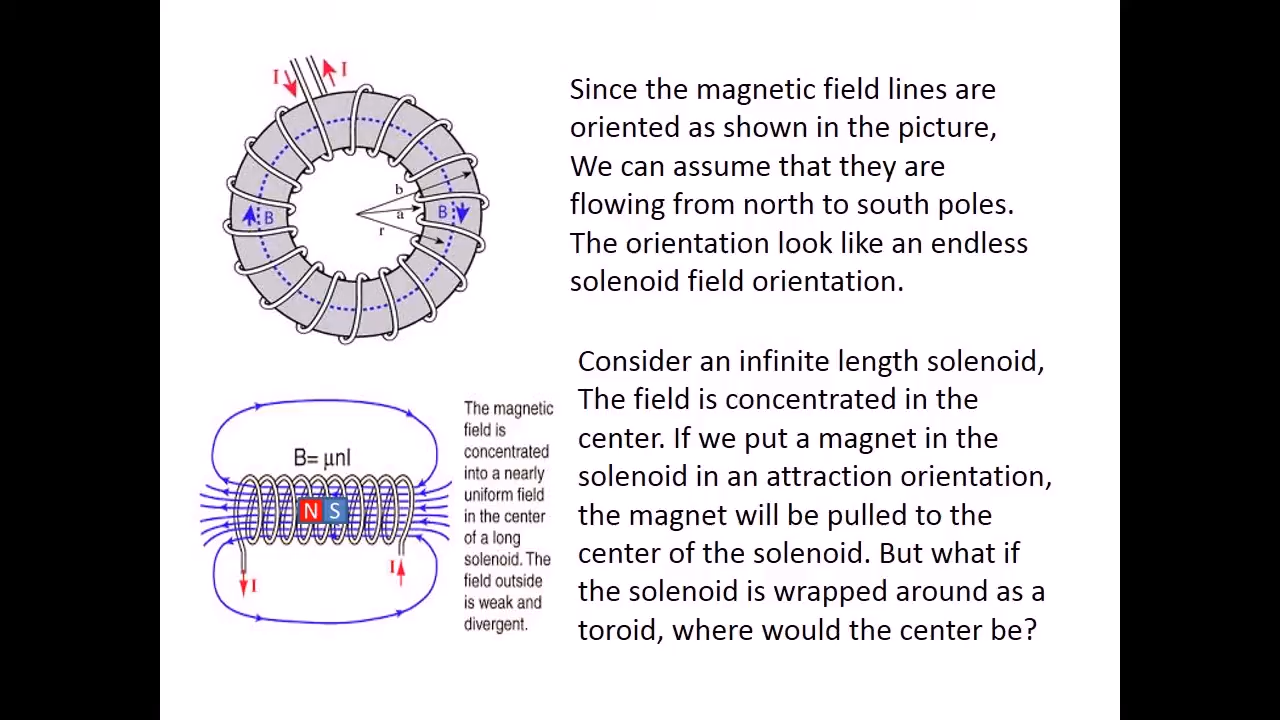 I I
b
B B
a
r
Since the magnetic field lines are
oriented as shown in the picture,
We can assume that they are
flowing from north to south poles.
The orientation look like an endless
solenoid field orientation.
B= μnI
N S
I I
The magnetic
field is
concentrated
into a nearly
uniform field
in the center
of a long
solenoid. The
field outside
is weak and
divergent.
Consider an infinite length solenoid,
The field is concentrated in the
center. If we put a magnet in the
solenoid in an attraction orientation,
the magnet will be pulled to the
center of the solenoid. But what if
the solenoid is wrapped around as a
toroid, where would the center be?